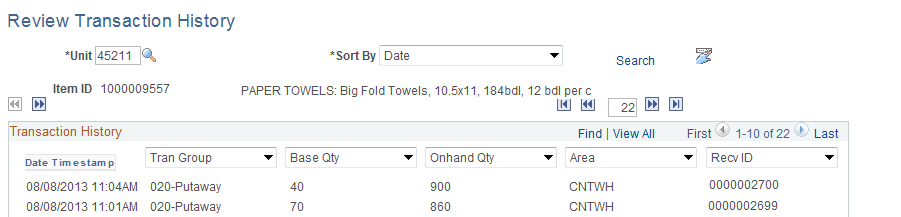 Review Transaction History
*Unit 45211 *Sort By Date Search
Item ID 1000009557 PAPER TOWELS: Big Fold Towels, 10.5x11, 184bdl, 12 bdl per c
22
Transaction History Find | View All First 1-10 of 22 Last
Date Timestamp Tran Group Base Qty Onhand Qty Area Recv ID
08/08/2013 11:04AM 020-Putaway 40 900 CNTWH 0000002700
08/08/2013 11:01AM 020-Putaway 70 860 CNTWH 0000002699